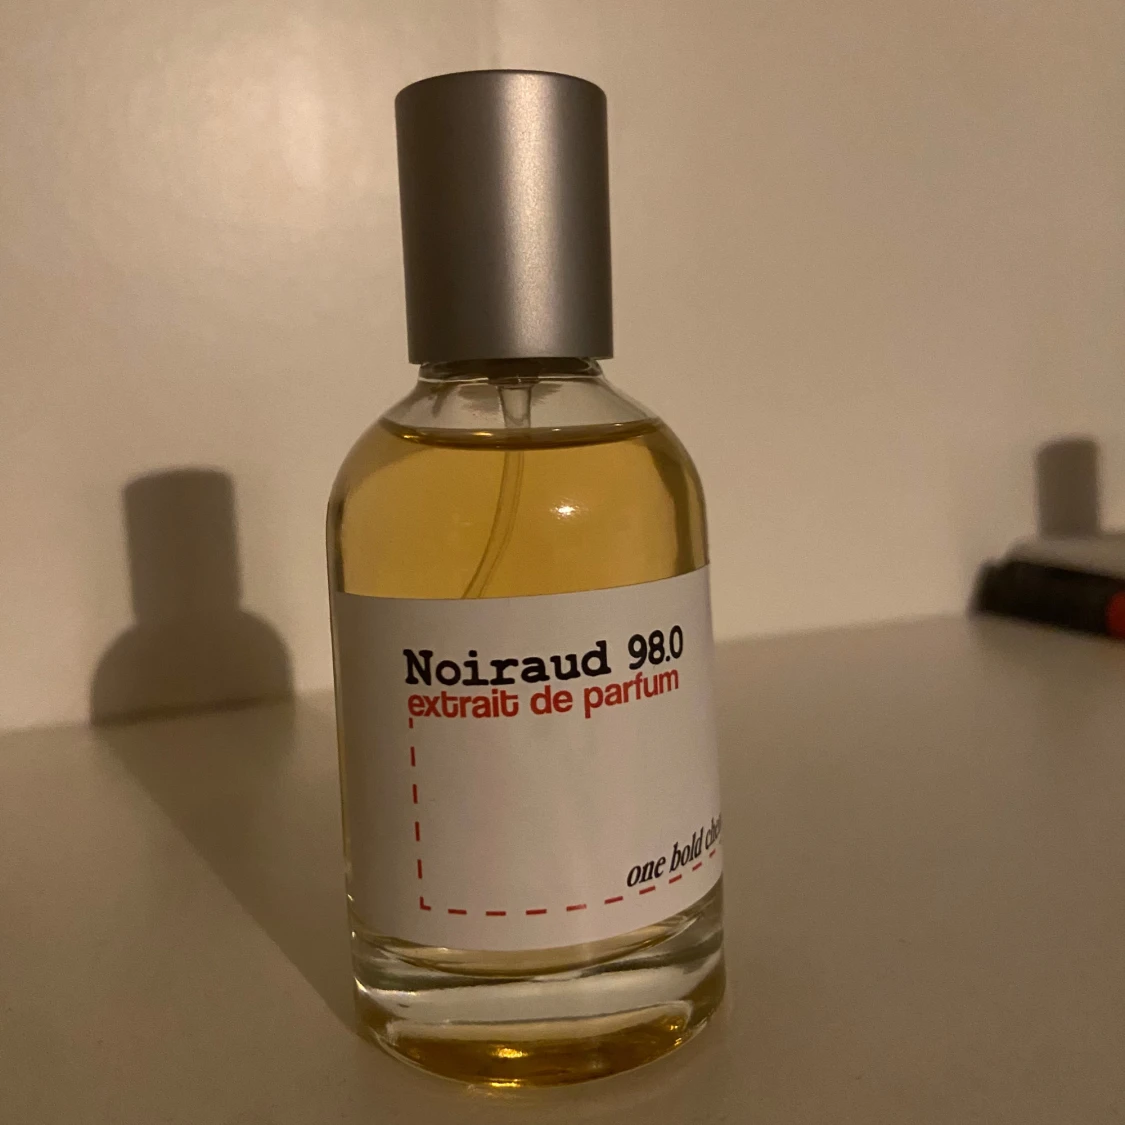 Noiraud 98.0
extrait de parfum
one bold